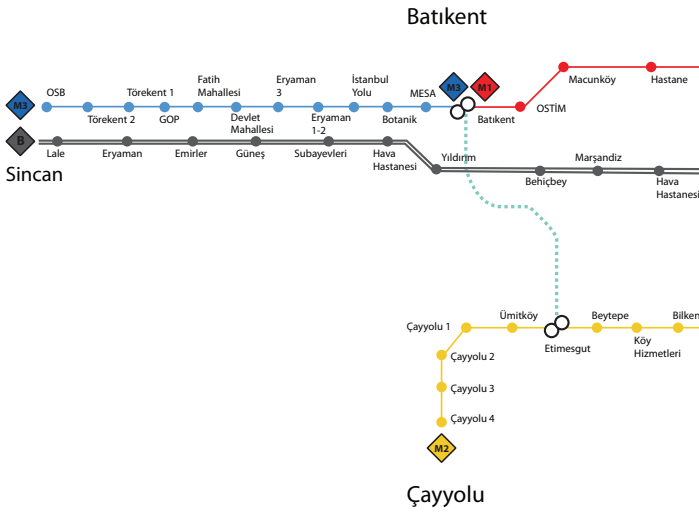 Batıkent
M3
M1
Macunköy
Hastane
OSB
Törekent 1
Fatih
Mahallesi
Eryaman
3
İstanbul
Yolu
MESA
M3
Törekent 2
GOP
Devlet
Mahallesi
Eryaman
1-2
Botanik
Batıkent
OSTİM
B
Lale
Eryaman
Emirler
Güneş
Subayevleri
Hava
Hastanesi
Yıldırım
Marşandiz
Sincan
Behiçbey
Hava
Hastanesi
Çayyolu 1
Ümitköy
Beytepe
Bilken
Etimesgut
Köy
Hizmetleri
Çayyolu 2
Çayyolu 3
Çayyolu 4
M2
Çayyolu